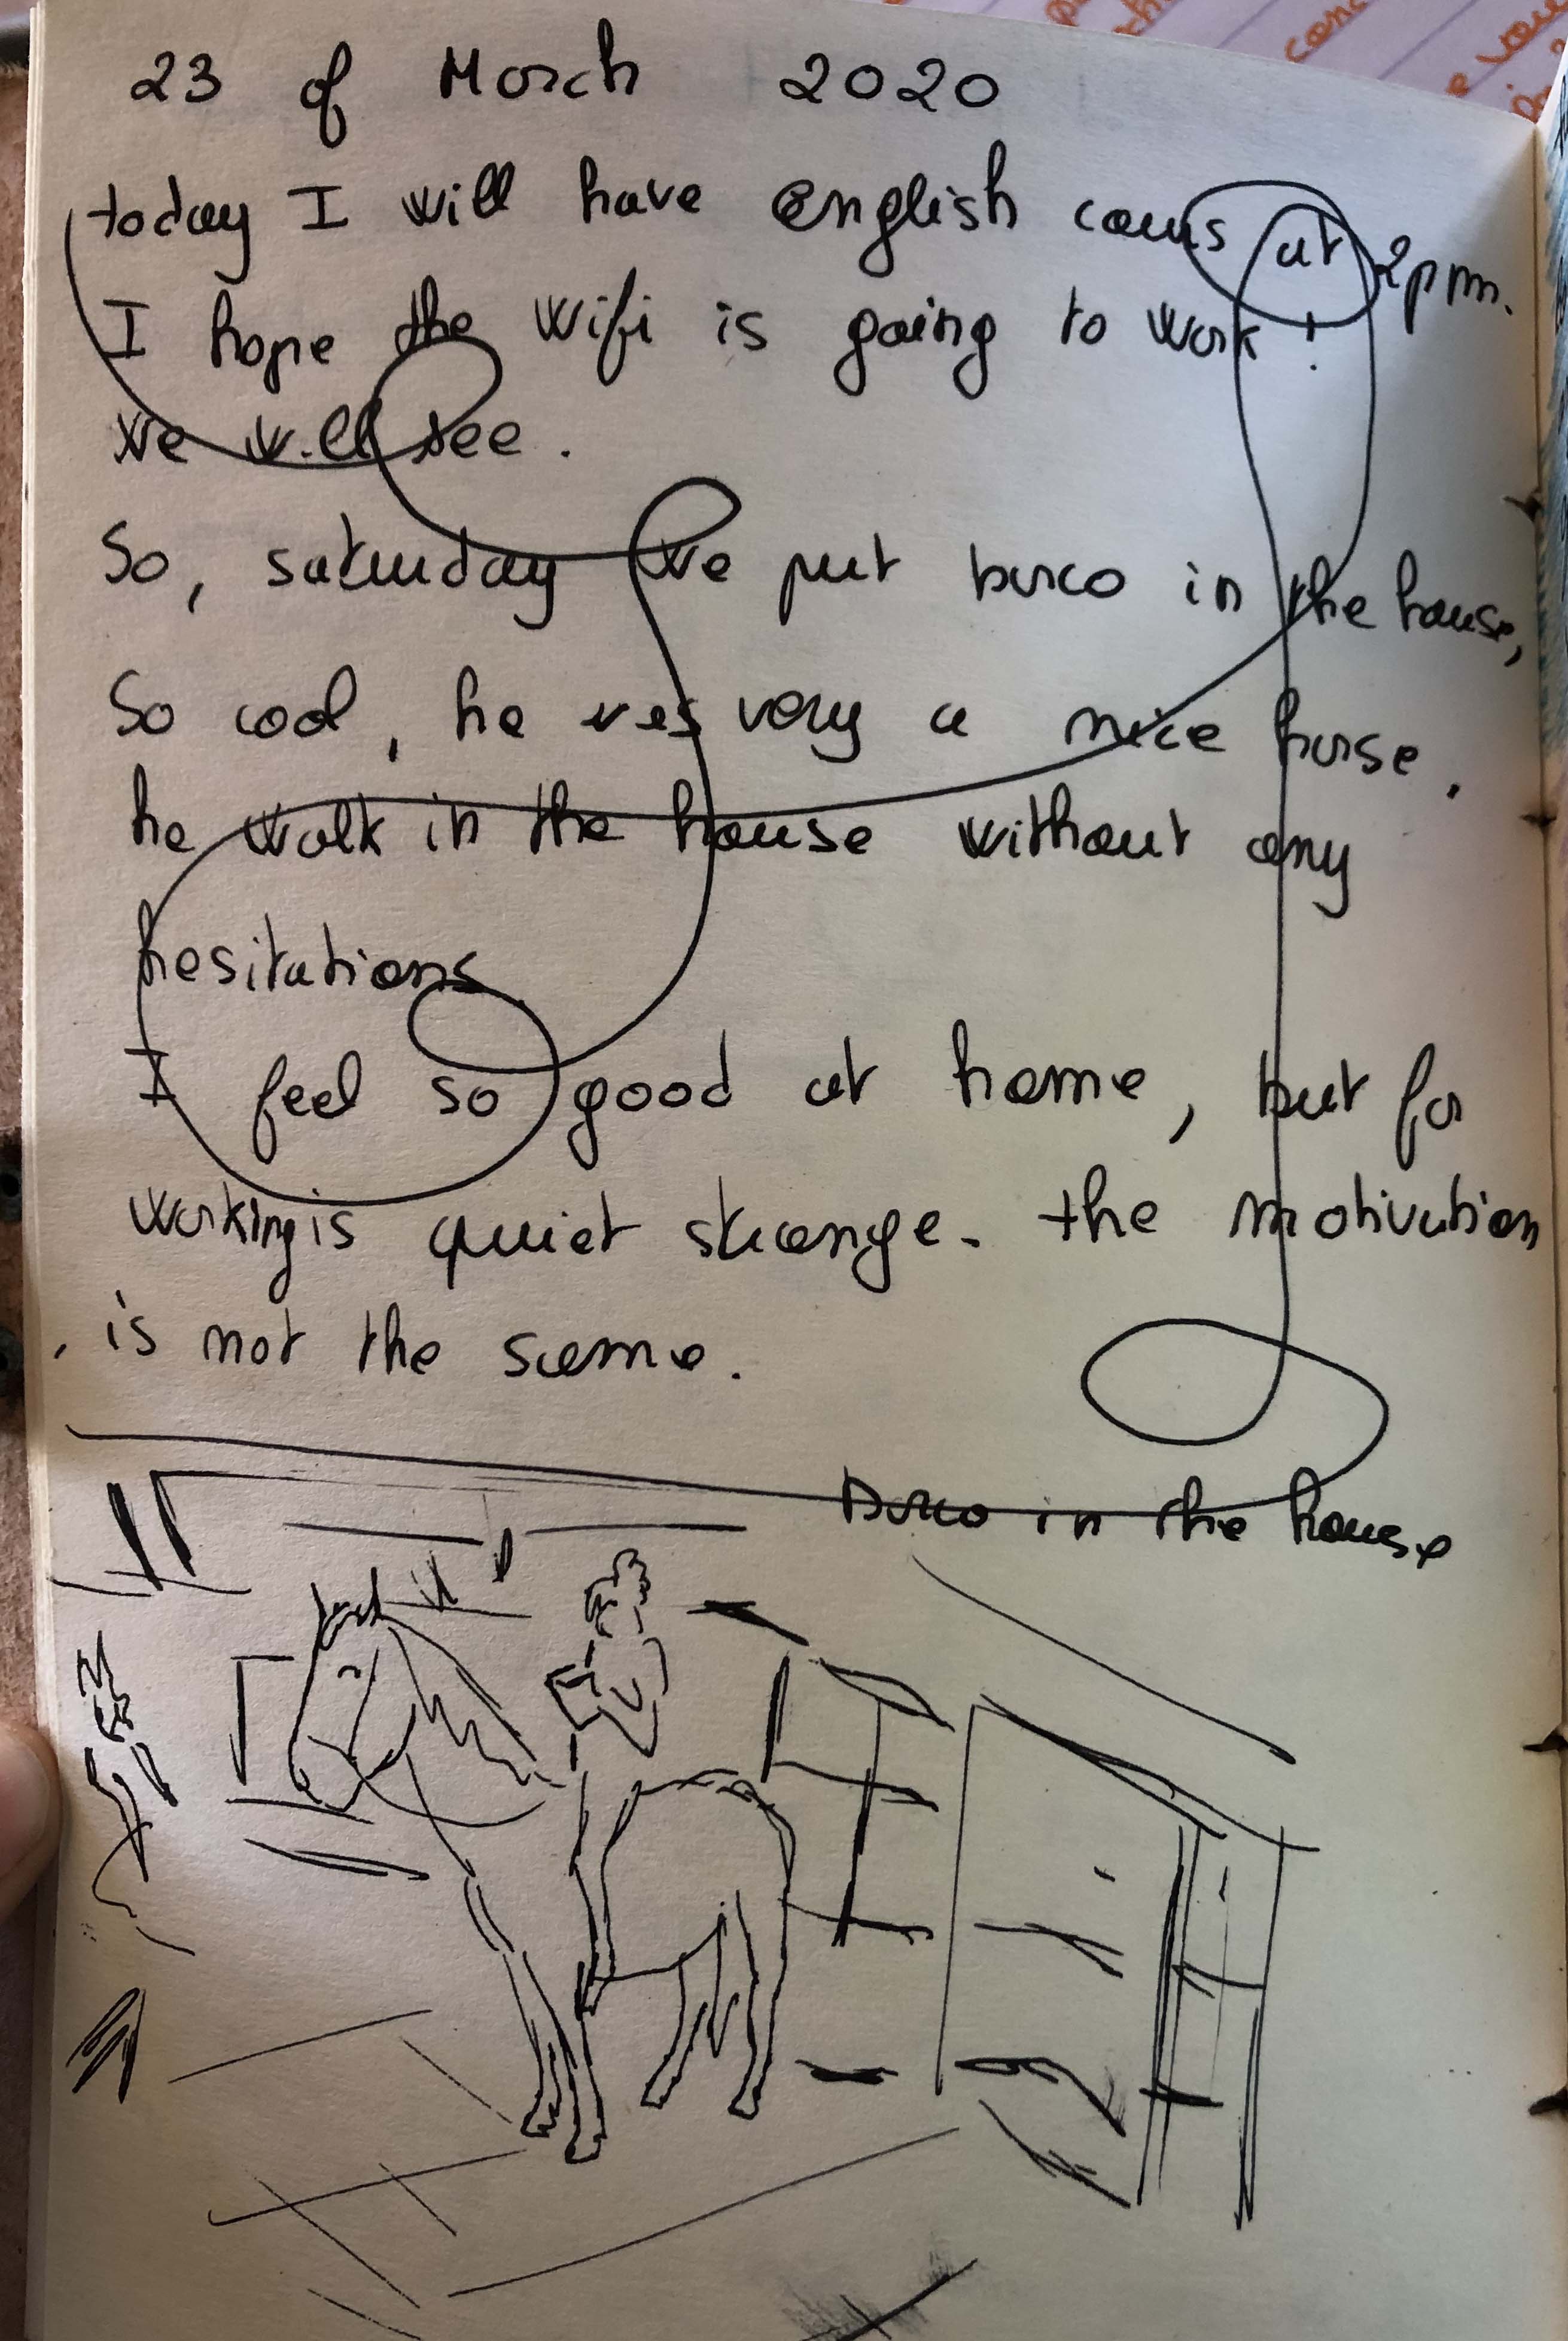 23 of March 2020
today I will have english cours at 2pm.
I hope the wifi is going to work !
We will see.
So, saturday we put burco in the house,
So cool, he very a nice horse.
he walk in the house without any
hesitations
I feel so good at home, but for
working is quiet strange. the motivation
is not the same.
Burco in the house